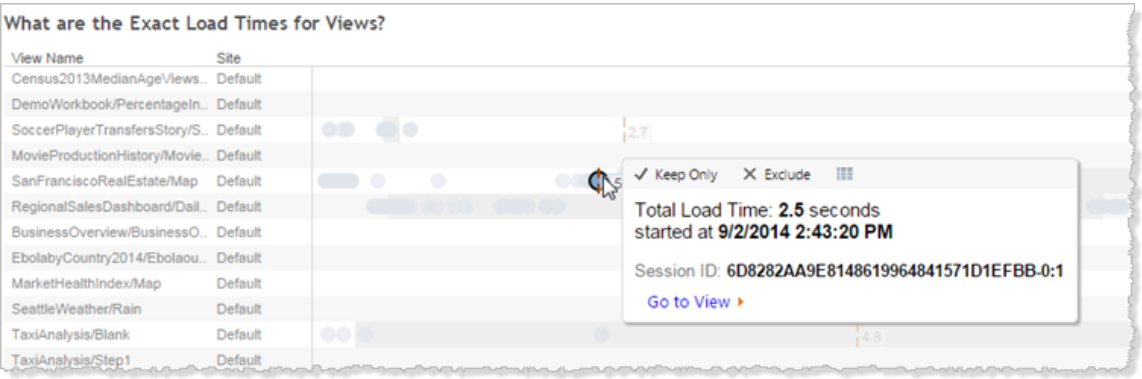 What are the Exact Load Times for Views?
View Name Site
Census2013MedianAgeViews.. Default
DemoWorkbook/PercentageIn.. Default
SoccerPlayerTransfersStory/S.. Default 2.7
MovieProductionHistory/Movie.. Default
SanFranciscoRealEstate/Map Default 5
RegionalSalesDashboard/Dail.. Default
BusinessOverview/BusinessO.. Default
EbolabyCountry2014/Ebolaou.. Default
MarketHealthIndex/Map Default
SeattleWeather/Rain Default
TaxiAnalysis/Blank Default 4.8
TaxiAnalysis/Step1 Default
Keep Only Exclude
Total Load Time: 2.5 seconds
started at 9/2/2014 2:43:20 PM
Session ID: 6D8282AA9E8148619964841571D1EFBB-0:1
Go to View